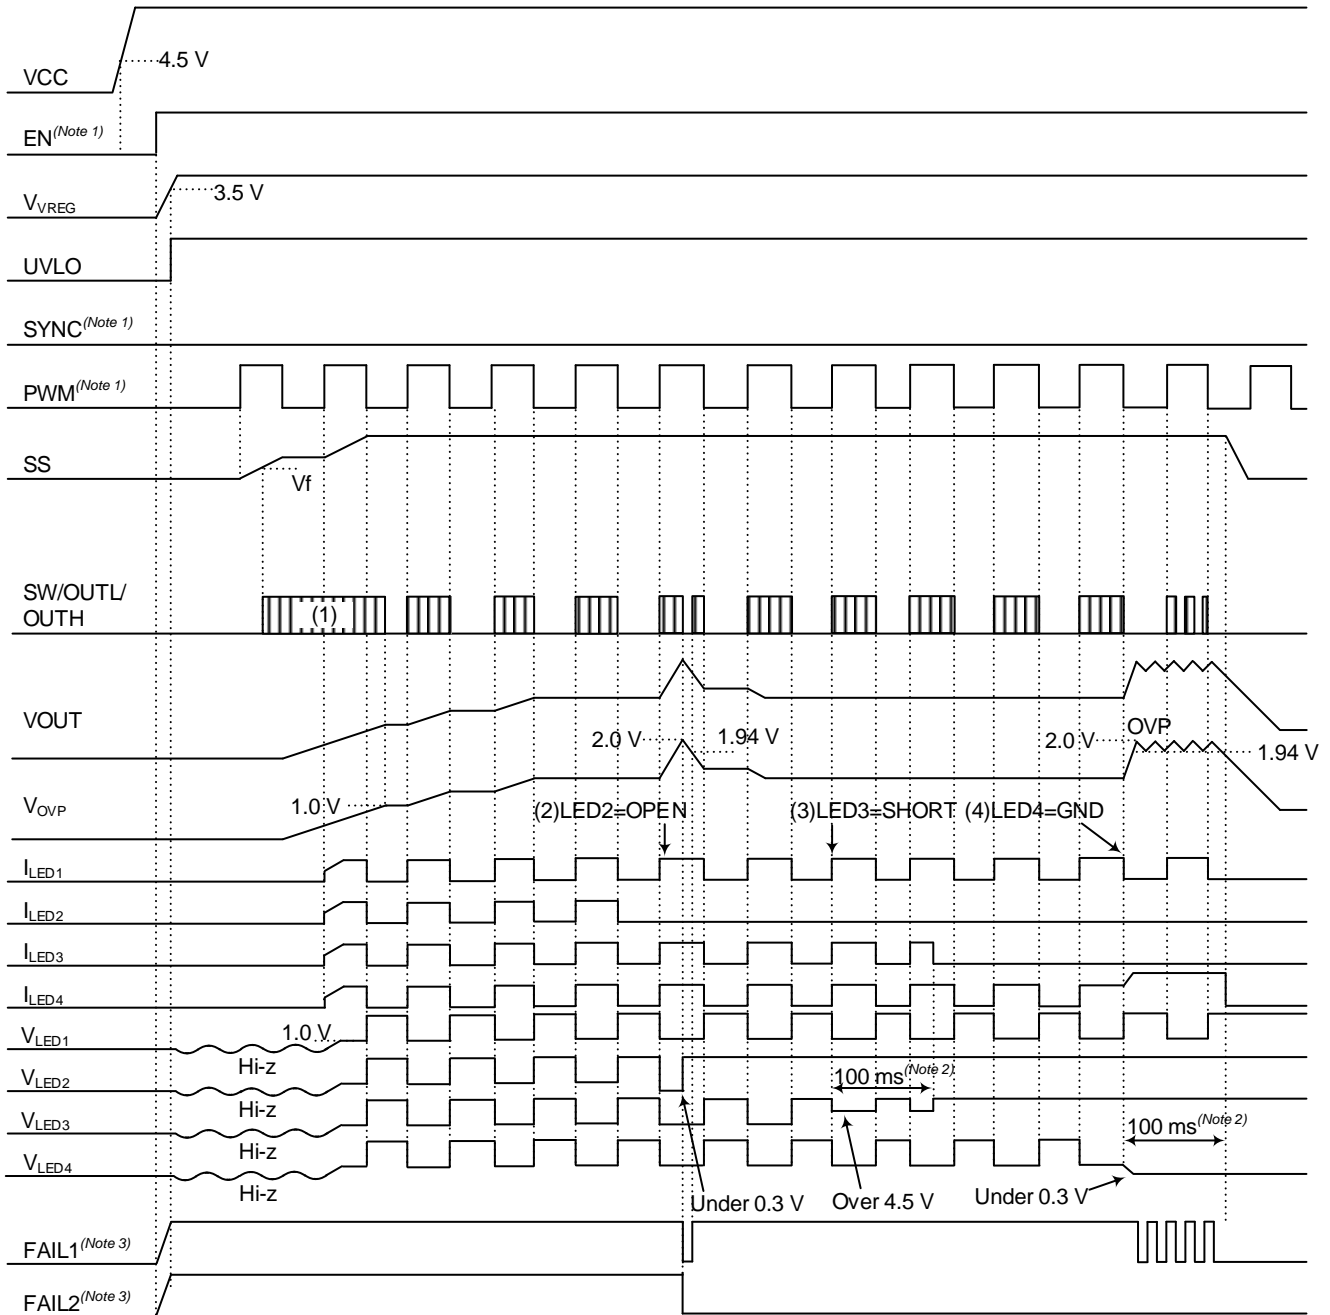 4.5 V
VCC
EN(Note 1)
3.5 V
VVREG
UVLO
SYNC(Note 1)
PWM(Note 1)
SS
Vf
SW/OUTL/
OUTH
(1)
VOUT
2.0 V
1.94 V
2.0 V
OVP
1.94 V
VOVP
1.0 V
(2)LED2=OPEN
(3)LED3=SHORT
(4)LED4=GND
ILED1
ILED2
ILED3
ILED4
VLED1
1.0 V
Hi-z
VLED2
Hi-z
100 ms(Note 2)
VLED3
Hi-z
100 ms(Note 2)
VLED4
Hi-z
Under 0.3 V
Over 4.5 V
Under 0.3 V
FAIL1(Note 3)
FAIL2(Note 3)